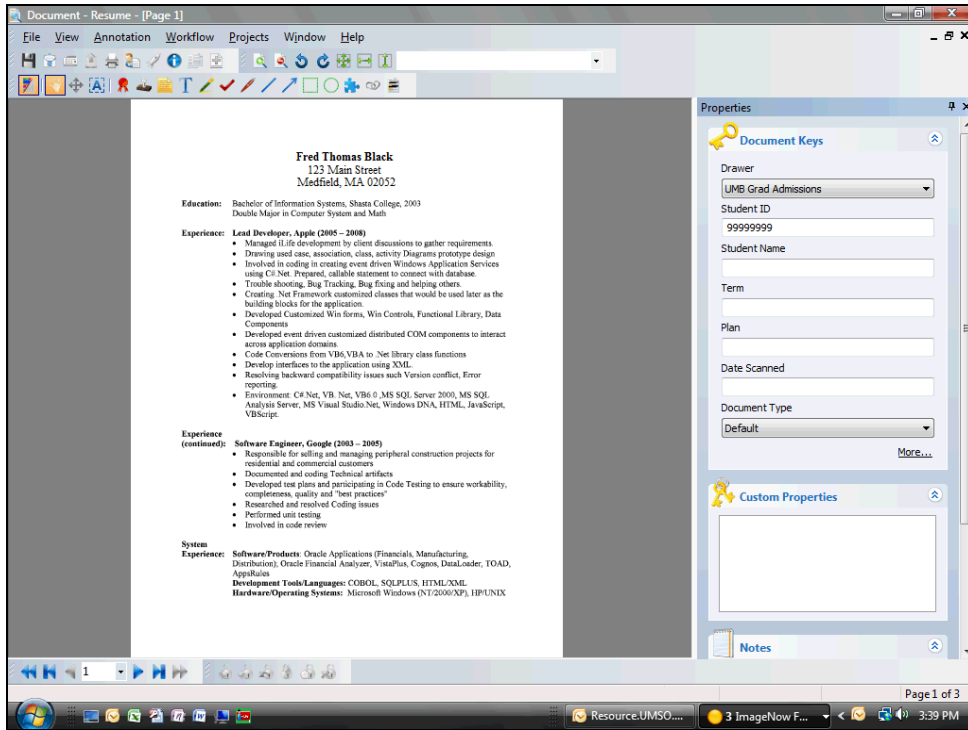 Document - Resume - [Page 1]
File View Annotation Workflow Projects Window Help
Properties
Document Keys
Drawer
UMB Grad Admissions
Student ID
99999999
Student Name
Term
Plan
Date Scanned
Document Type
Default
More...
Custom Properties
Notes
Fred Thomas Black
123 Main Street
Medfield, MA 02052
Education: Bachelor of Information Systems, Shasta College, 2003
Double Major in Computer System and Math
Experience: Lead Developer, Apple (2005 – 2008)
• Managed iLife development by client discussions to gather requirements.
• Drawing used case, association, class, activity Diagrams prototype design
• Involved in coding in creating event driven Windows Application Services
using C#.Net. Prepared, callable statement to connect with database.
• Trouble shooting, Bug Tracking, Bug fixing and helping others.
• Creating .Net Framework customized classes that would be used later as the
building blocks for the application.
• Developed Customized Win forms, Win Controls, Functional Library, Data
Components
• Developed event driven customized distributed COM components to interact
across application domains.
• Code Conversions from VB6,VBA to .Net library class functions
• Develop interfaces to the application using XML.
• Resolving backward compatibility issues such Version conflict, Error
reporting.
• Environment: C#.Net, VB. Net, VB6.0 ,MS SQL Server 2000, MS SQL
Analysis Server, MS Visual Studio.Net, Windows DNA, HTML, JavaScript,
VBScript.
Experience
(continued): Software Engineer, Google (2003 – 2005)
• Responsible for selling and managing peripheral construction projects for
residential and commercial customers
• Documented and coding Technical artifacts
• Developed test plans and participating in Code Testing to ensure workability,
completeness, quality and "best practices"
• Researched and resolved Coding issues
• Performed unit testing
• Involved in code review
System
Experience: Software/Products: Oracle Applications (Financials, Manufacturing,
Distribution); Oracle Financial Analyzer, VistaPlus, Cognos, DataLoader, TOAD,
AppsRules
Development Tools/Languages: COBOL, SQLPLUS, HTML/XML
Hardware/Operating Systems: Microsoft Windows (NT/2000/XP), HP/UNIX
1
Page 1 of 3
Resource.UMSO....
3 ImageNow F...
3:39 PM